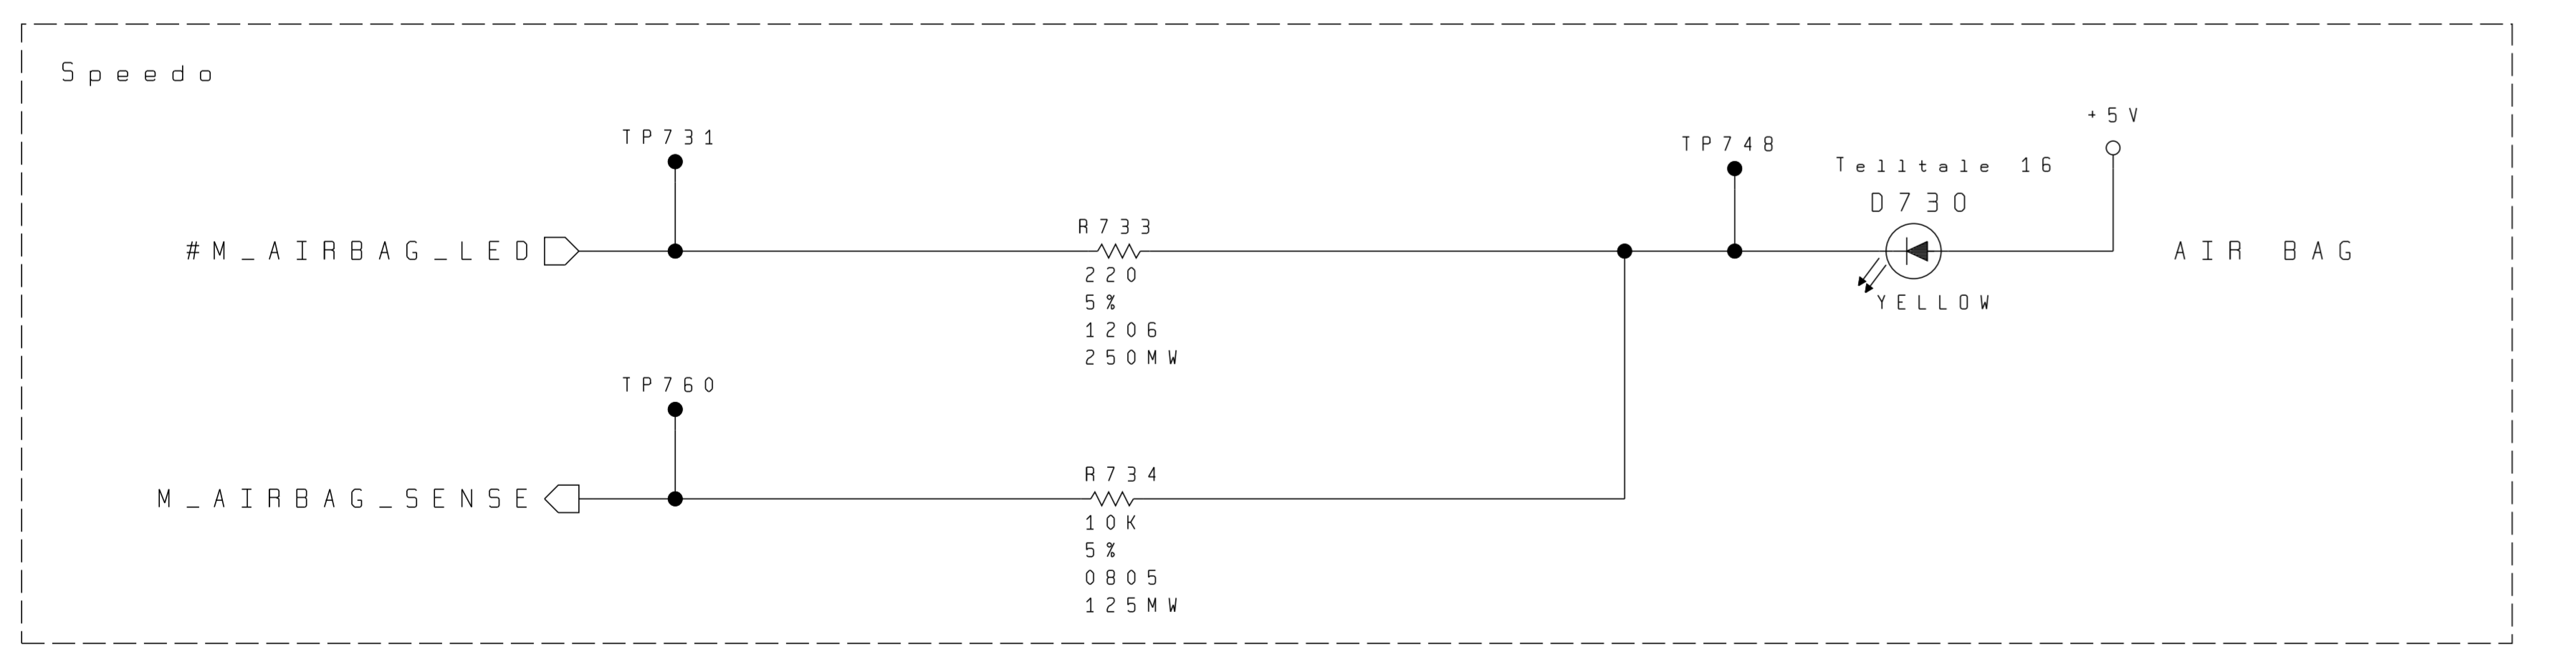 Speedo
+5V
TP731
TP748
Telltale 16
D730
R733
#M_AIRBAG_LED
AIR BAG
220
5%
1206
250MW
YELLOW
TP760
R734
M_AIRBAG_SENSE
10K
5%
0805
125MW